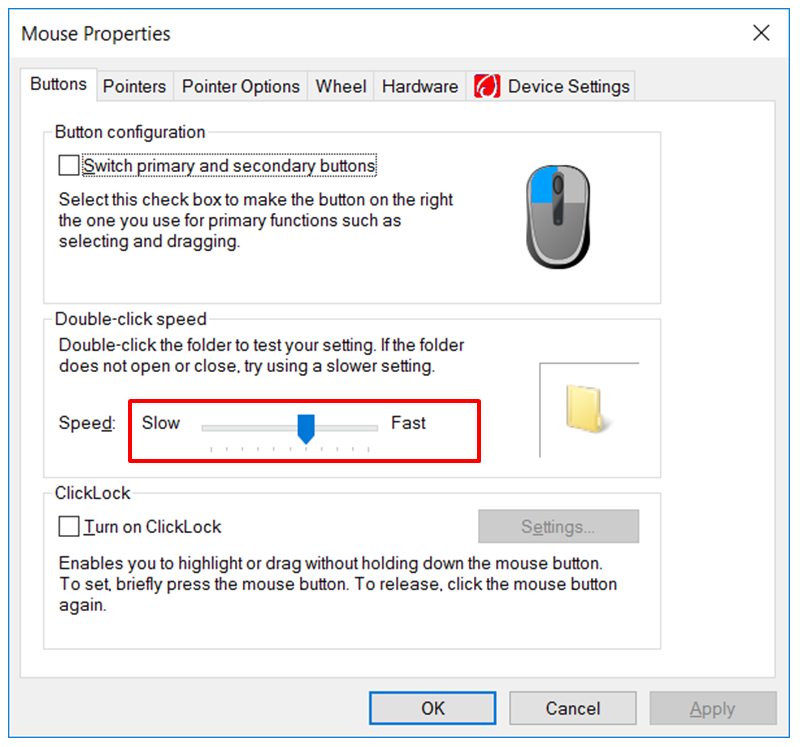 Mouse Properties
Buttons
Pointers
Pointer Options
Wheel
Hardware
Device Settings
Button configuration
Switch primary and secondary buttons
Select this check box to make the button on the right
the one you use for primary functions such as
selecting and dragging.
Double-click speed
Double-click the folder to test your setting. If the folder
does not open or close, try using a slower setting.
Speed: Slow Fast
ClickLock
Turn on ClickLock
Settings...
Enables you to highlight or drag without holding down the mouse button.
To set, briefly press the mouse button. To release, click the mouse button
again.
OK
Cancel
Apply